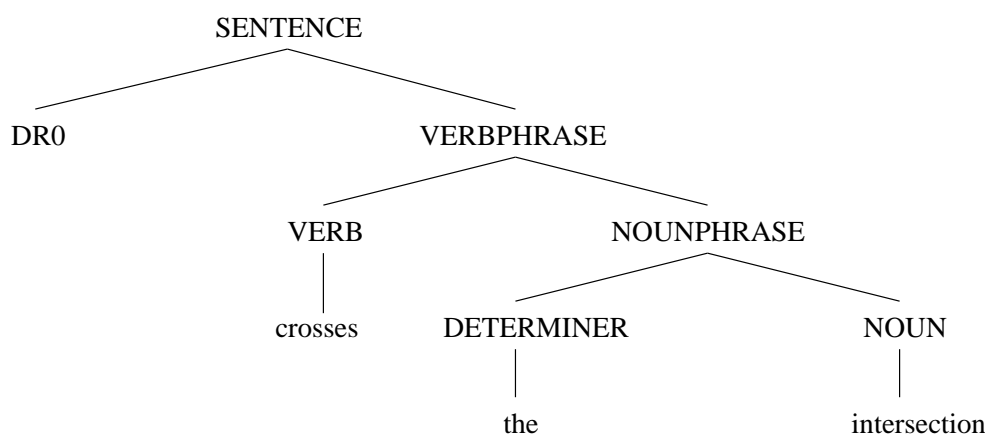 SENTENCE
DR0 VERBPHRASE
VERB NOUNPHRASE
crosses DETERMINER NOUN
the intersection